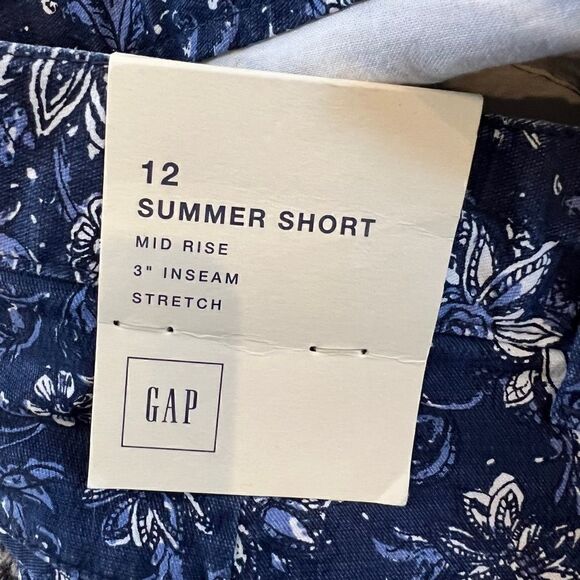 12
SUMMER SHORT
MID RISE
3" INSEAM
STRETCH
GAP